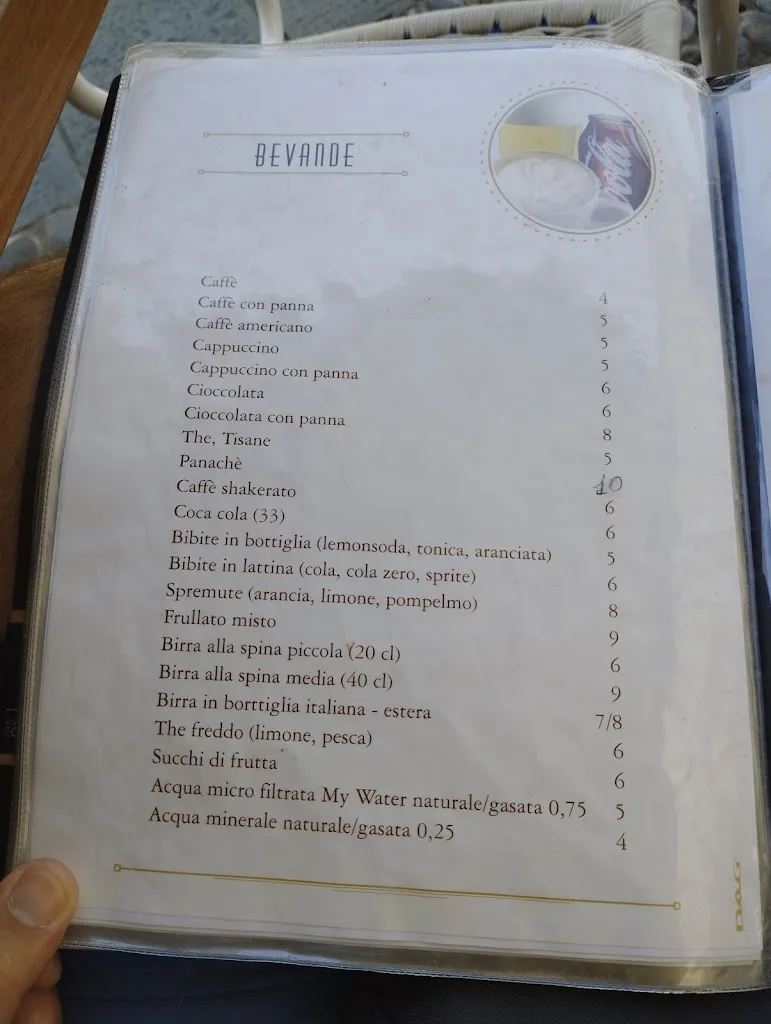 BEVANDE
Cola
Caffè 4
Caffè con panna 5
Caffè americano 5
Cappuccino 5
Cappuccino con panna 6
Cioccolata 6
Cioccolata con panna 8
The, Tisane 5
Panachè 10
Caffè shakerato 6
Coca cola (33) 6
Bibite in bottiglia (lemonsoda, tonica, aranciata) 5
Bibite in lattina (cola, cola zero, sprite) 6
Spremute (arancia, limone, pompelmo) 8
Frullato misto 9
Birra alla spina piccola (20 cl) 6
Birra alla spina media (40 cl) 9
Birra in borttiglia italiana - estera 7/8
The freddo (limone, pesca) 6
Succhi di frutta 6
Acqua micro filtrata My Water naturale/gasata 0,75 5
Acqua minerale naturale/gasata 0,25 4
DAG